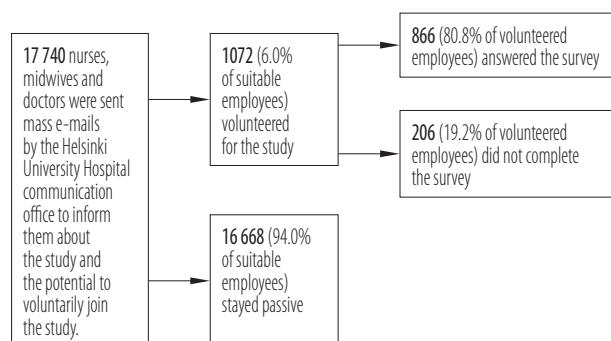 17 740 nurses,
midwives and
doctors were sent
mass e-mails
by the Helsinki
University Hospital
communication
office to inform
them about
the study and
the potential to
voluntarily join
the study.
1072 (6.0%
of suitable
employees)
volunteered
for the study
16 668 (94.0%
of suitable
employees)
stayed passive
866 (80.8% of volunteered
employees) answered the survey
206 (19.2% of volunteered
employees) did not complete
the survey